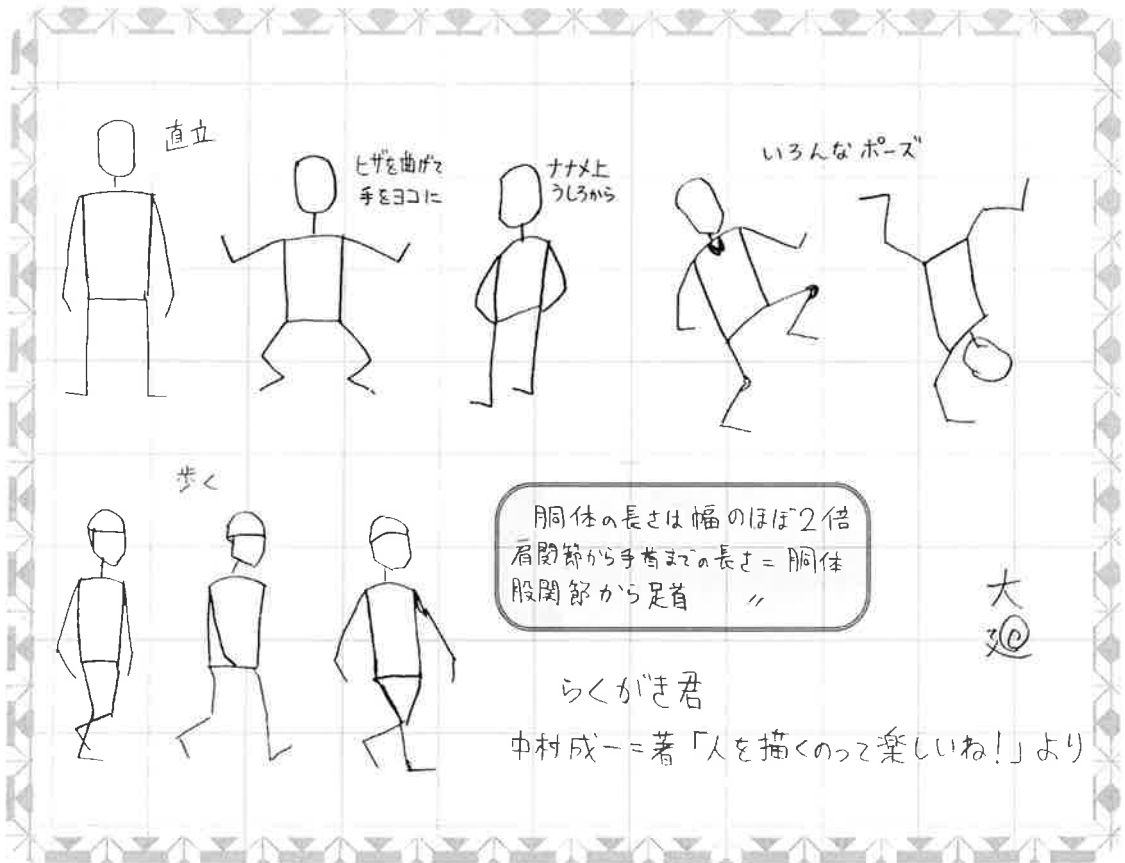 直立
ヒザを曲げて
手をヨコに
ナナメ上
うしろから
いろんなポーズ
歩く
胴体の長さは幅のほぼ2倍
肩関節から手首までの長さ=胴体
股関節から足首 〃
らくがき君
中村成一=著「人を描くのって楽しいね!」より
大